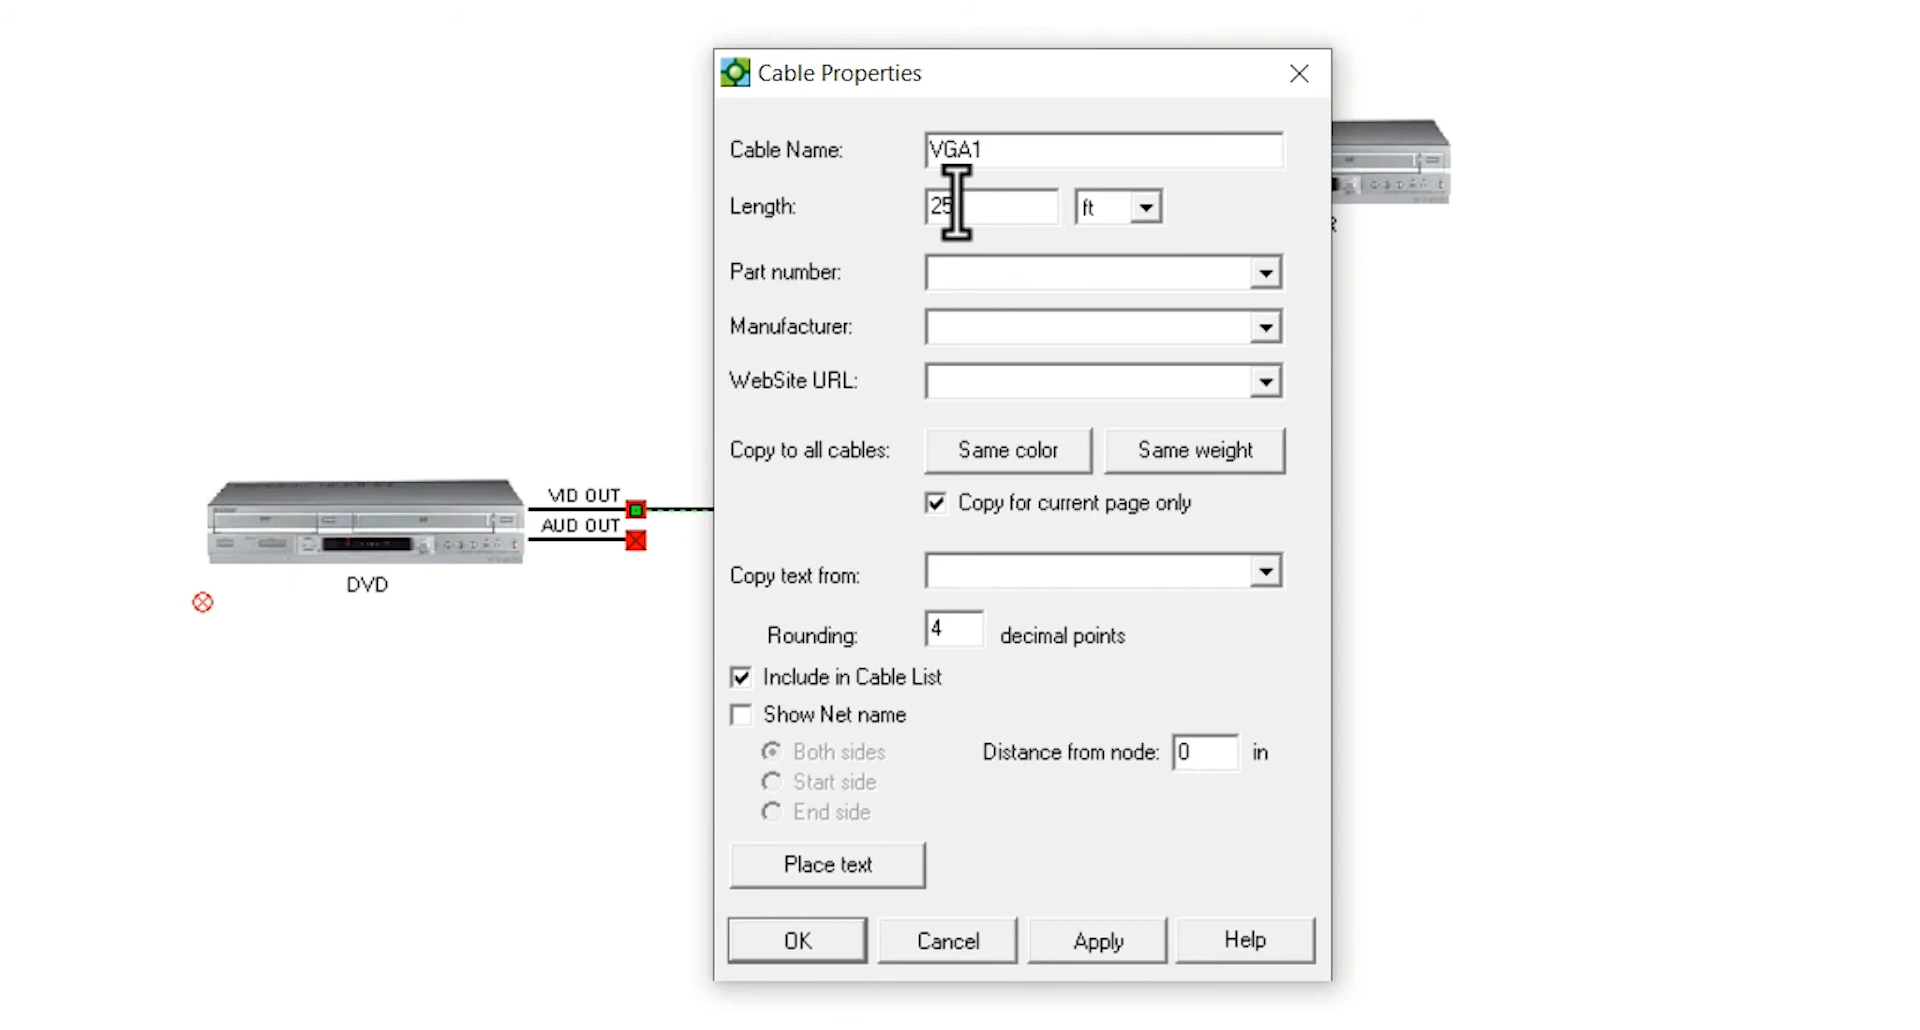 Cable Properties
Cable Name: VGA1
Length: 25 ft
Part number:
Manufacturer:
WebSite URL:
Copy to all cables: Same color Same weight
Copy for current page only
Copy text from:
Rounding: 4 decimal points
Include in Cable List
Show Net name
Both sides Distance from node: 0 in
Start side
End side
Place text
OK Cancel Apply Help
VID OUT
AUD OUT
DVD